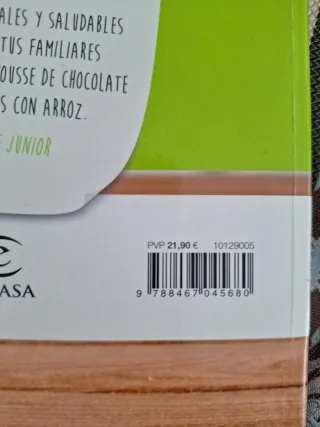 ALES Y SALUDABLES
TUS FAMILIARES
OUSSE DE CHOCOLATE
S CON ARROZ.
E JUNIOR
PVP 21,90 € 10129005
ASA
9 788467 045680